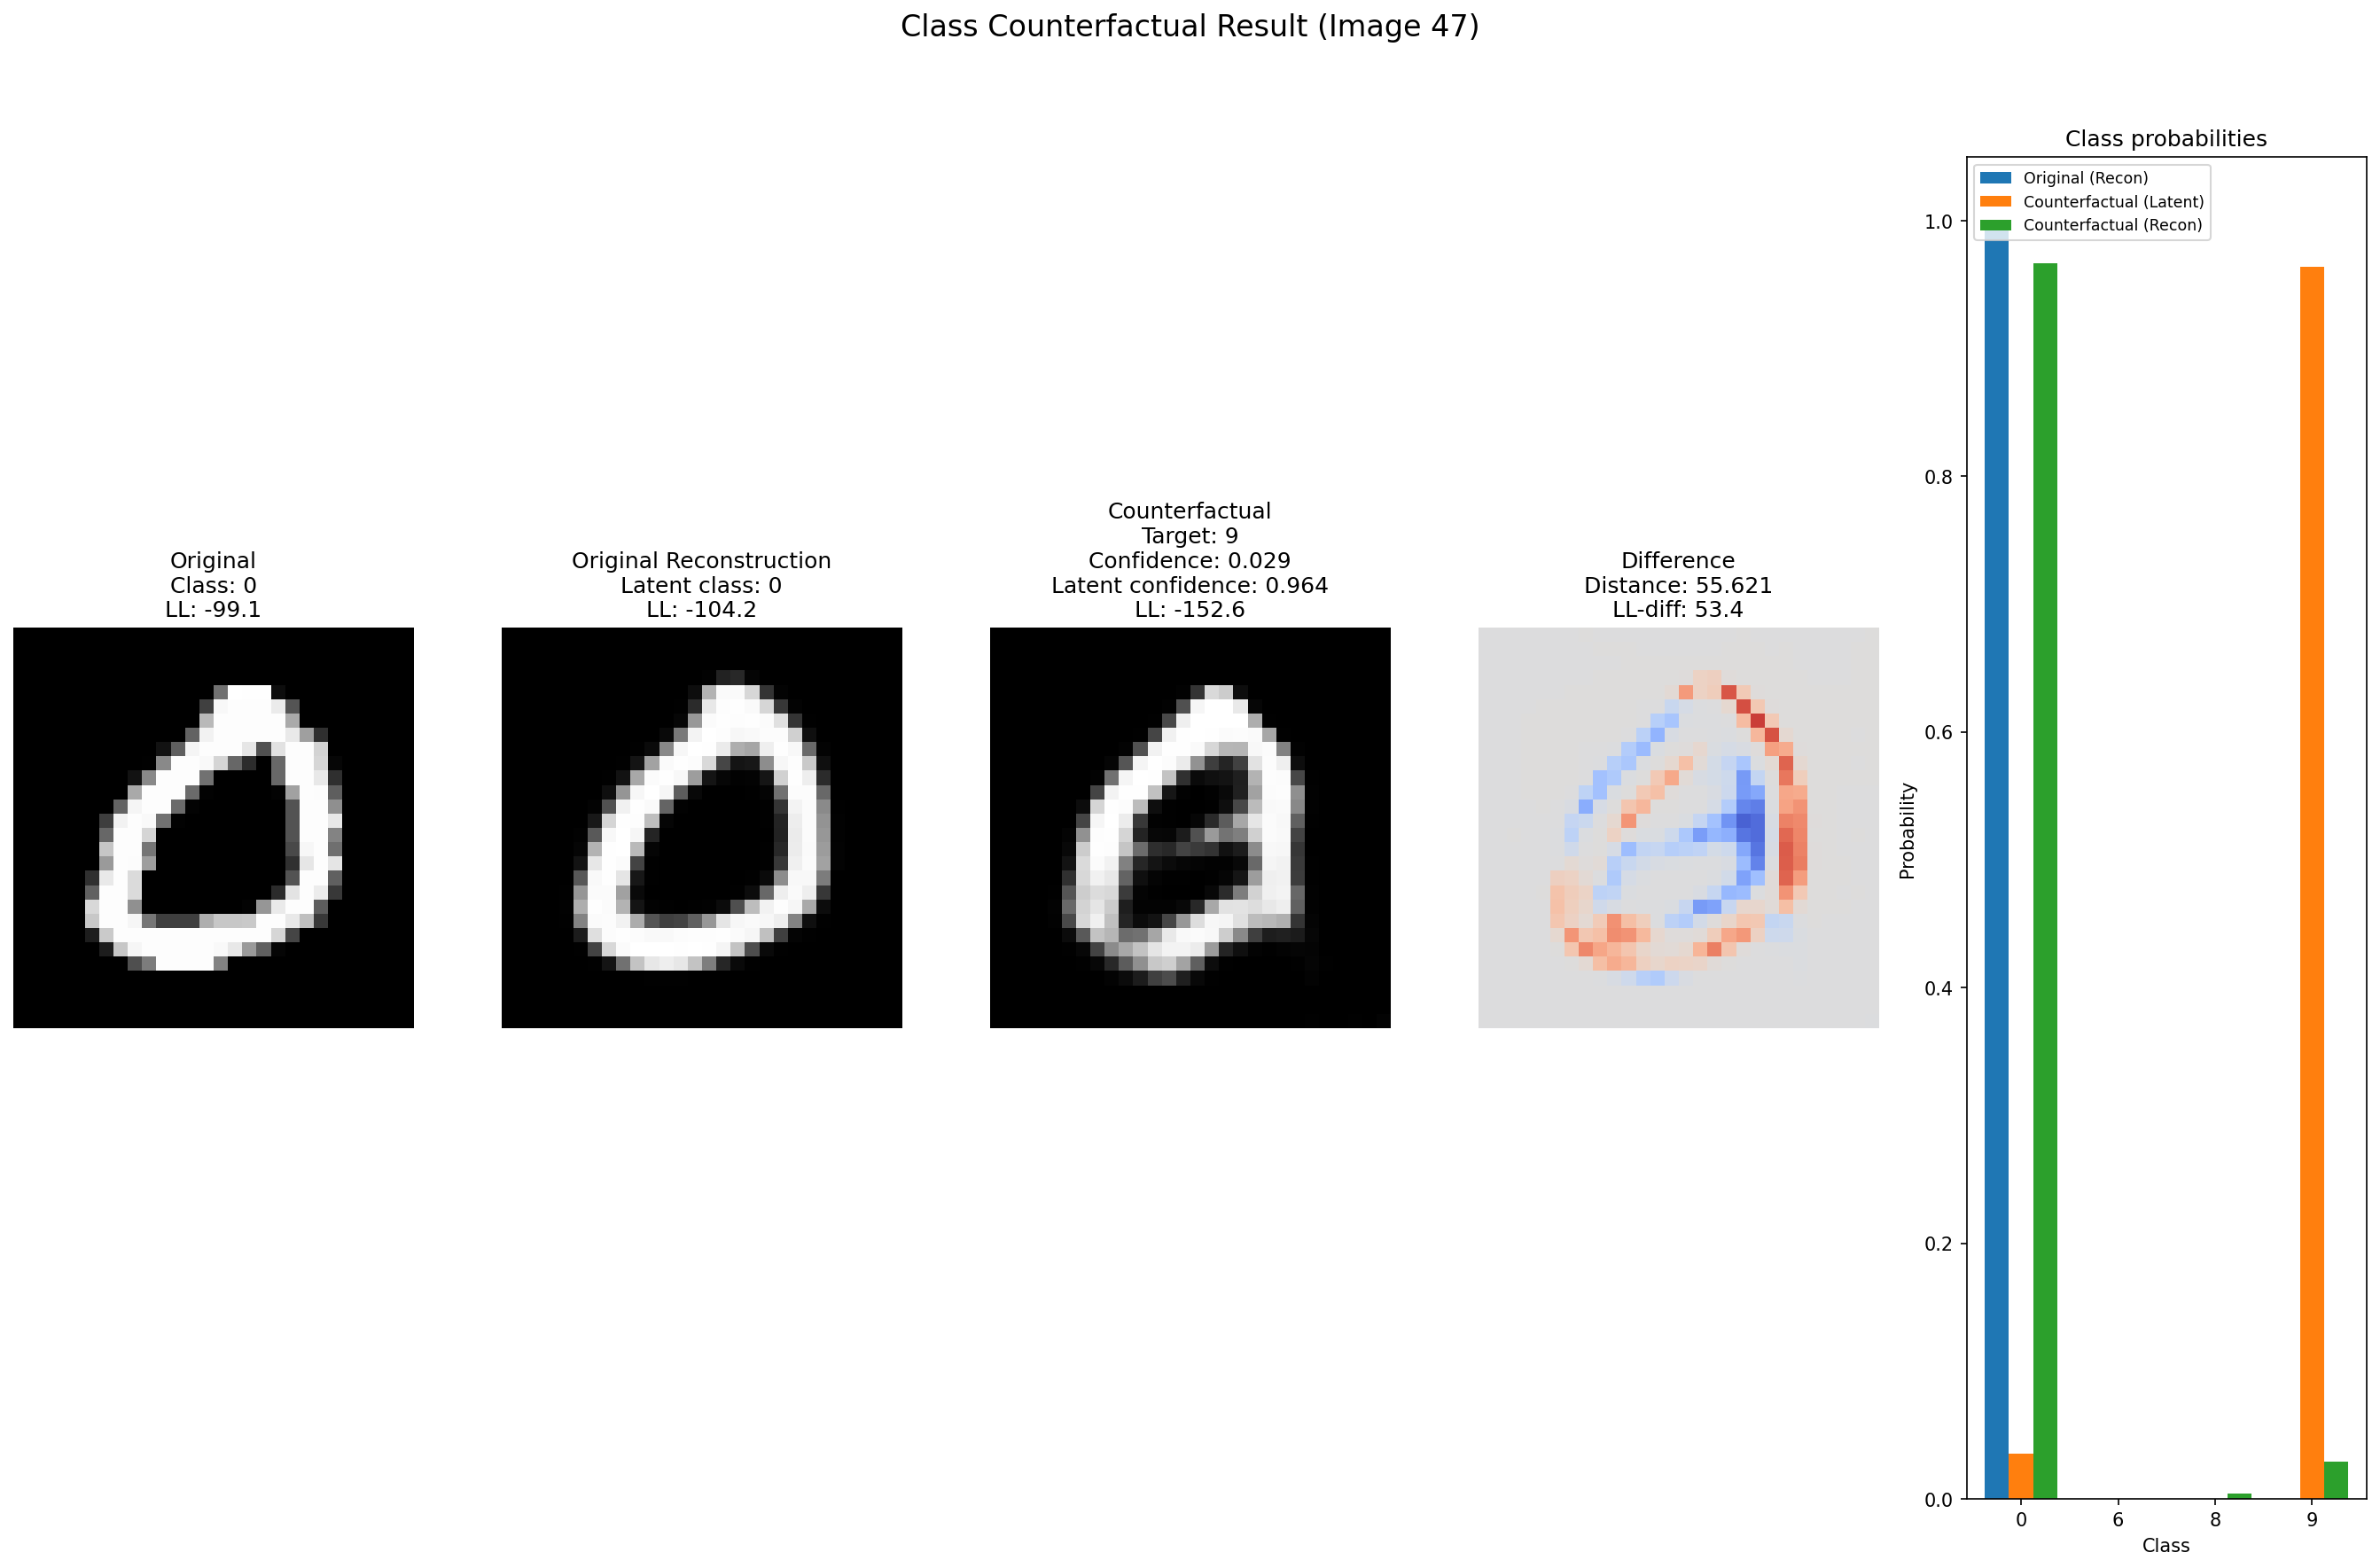 Class Counterfactual Result (Image 47)
Original
Class: 0
LL: -99.1
Original Reconstruction
Latent class: 0
LL: -104.2
Counterfactual
Target: 9
Confidence: 0.029
Latent confidence: 0.964
LL: -152.6
Difference
Distance: 55.621
LL-diff: 53.4
Class probabilities
Original (Recon)
Counterfactual (Latent)
Counterfactual (Recon)
1.0
0.8
0.6
0.4
0.2
0.0
Probability
0 6 8 9
Class